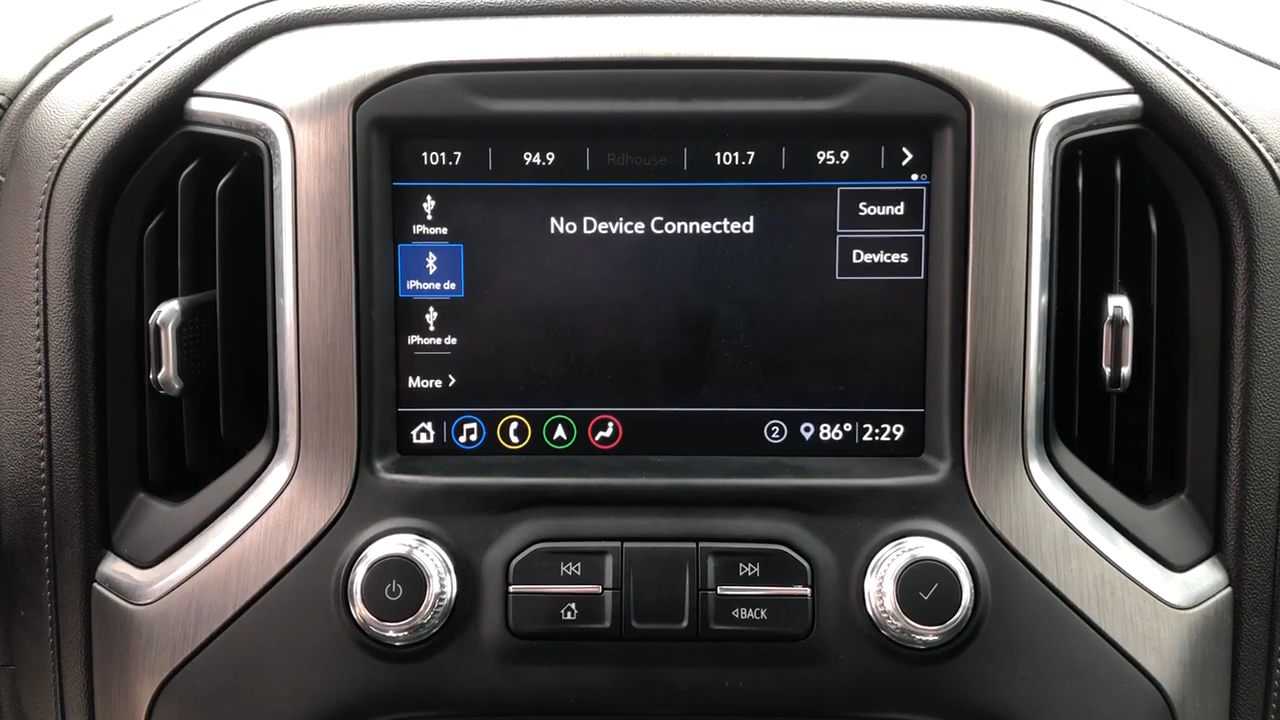 101.7 94.9 Rdhouse 101.7 95.9
iPhone
No Device Connected
Sound
iPhone de
Devices
iPhone de
More
2 86° 2:29
BACK